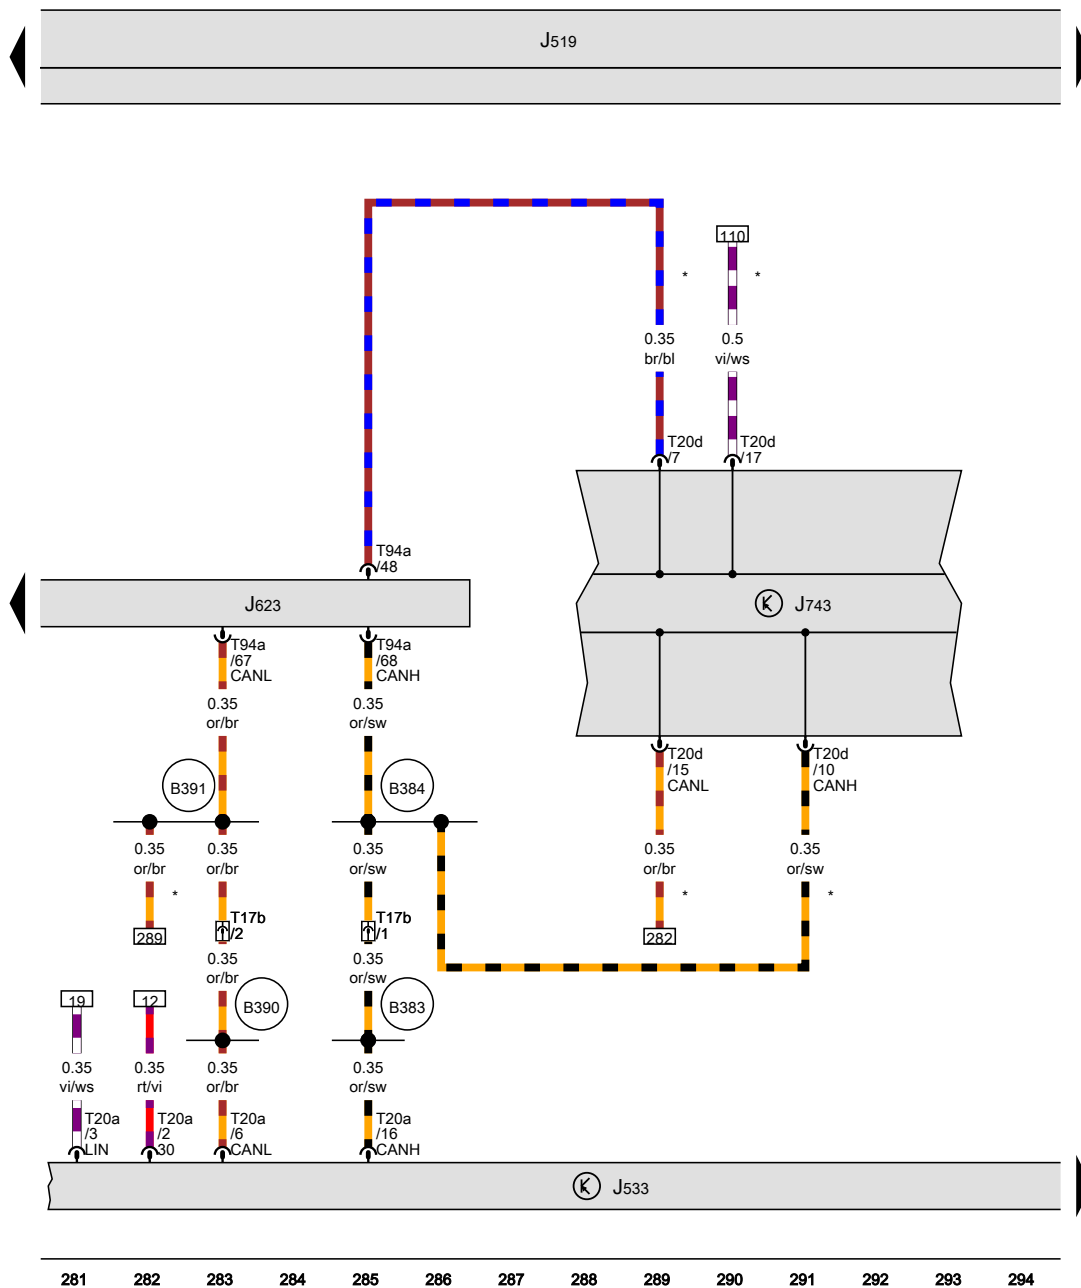 J519
110
*
*
0.35
br/bl
0.5
vi/ws
T20d
/7
T20d
/17
T94a
/48
J623
J743
T94a
/67
CANL
T94a
/68
CANH
0.35
or/br
0.35
or/sw
T20d
/15
CANL
T20d
/10
CANH
B391
B384
0.35
or/br
0.35
or/br
0.35
or/sw
0.35
or/br
0.35
or/sw
*
*
*
T17b
/2
T17b
/1
289
282
0.35
or/br
0.35
or/sw
19
12
B390
B383
0.35
vi/ws
0.35
rt/vi
0.35
or/br
0.35
or/sw
T20a
/3
LIN
T20a
/2
30
T20a
/6
CANL
T20a
/16
CANH
J533
281 282 283 284 285 286 287 288 289 290 291 292 293 294